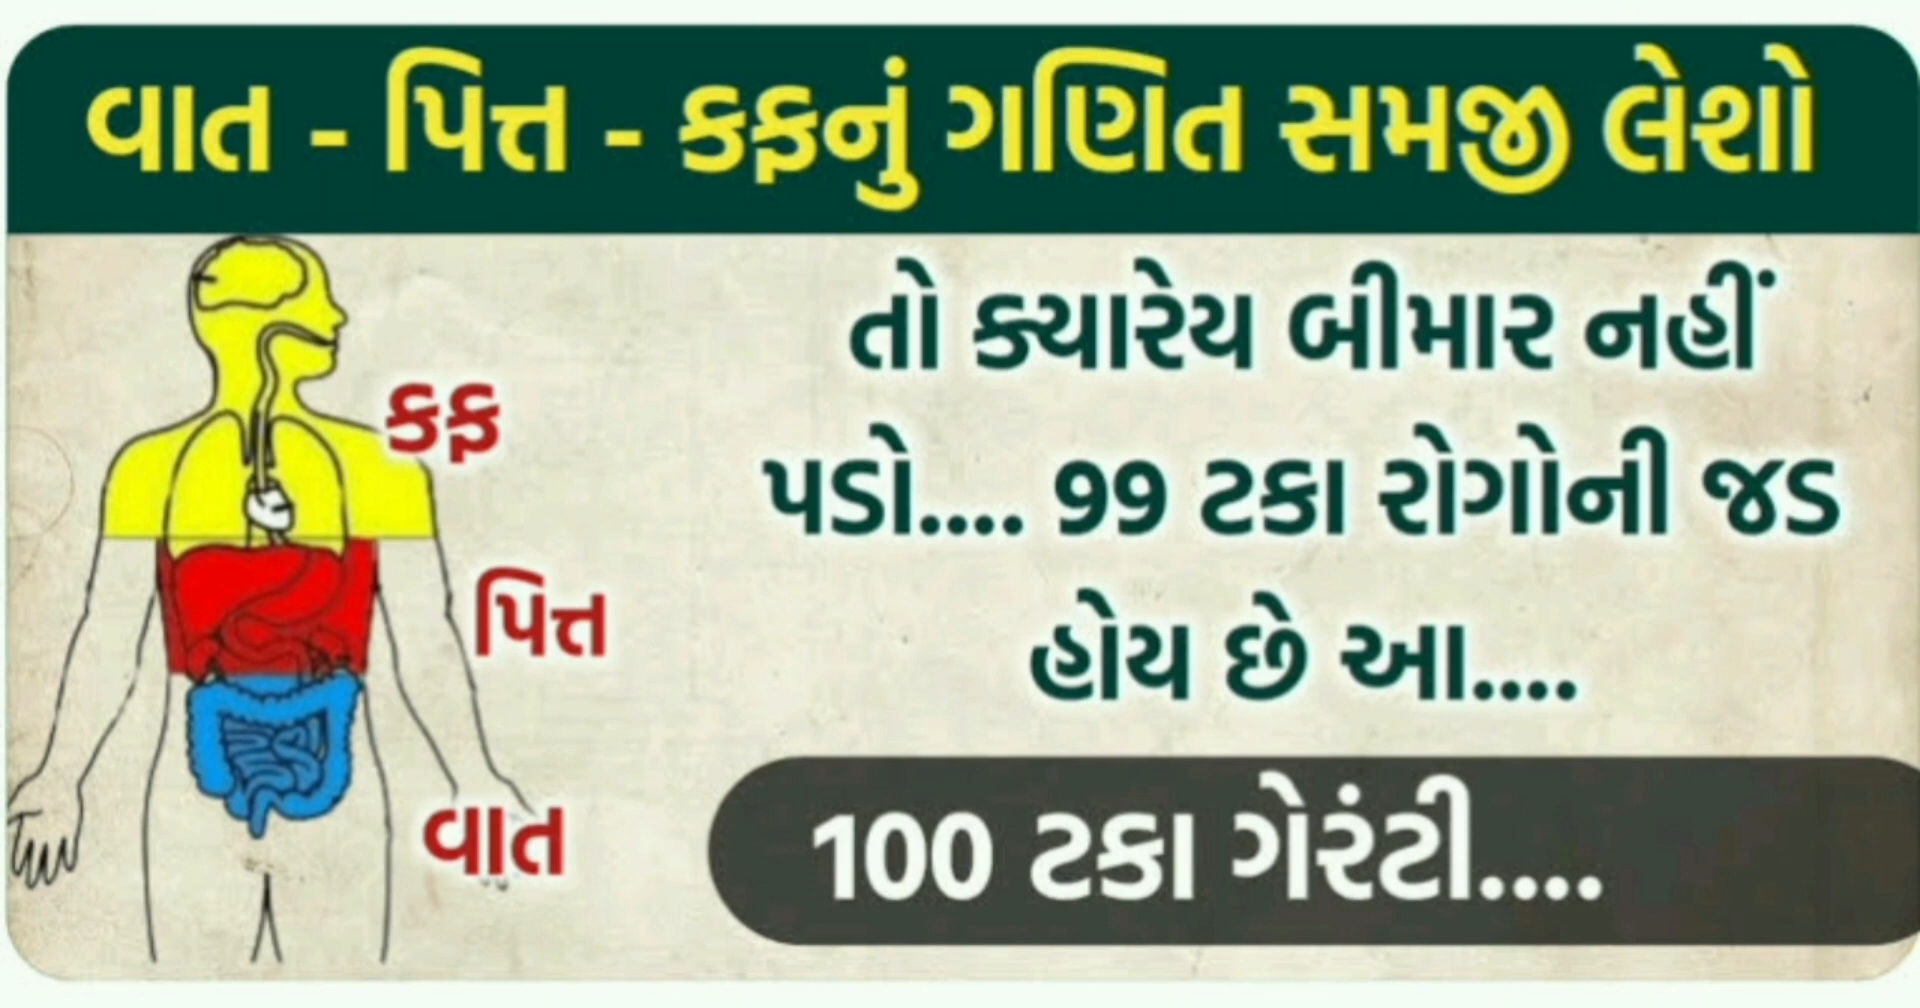 વાત - પિત્ત - કફનું ગણિત સમજી લેશો
તો ક્યારેય બીમાર નહીં
પડો.... 99 ટકા રોગોની જડ
હોય છે આ....
100 ટકા ગેરંટી....
કફ
પિત્ત
વાત